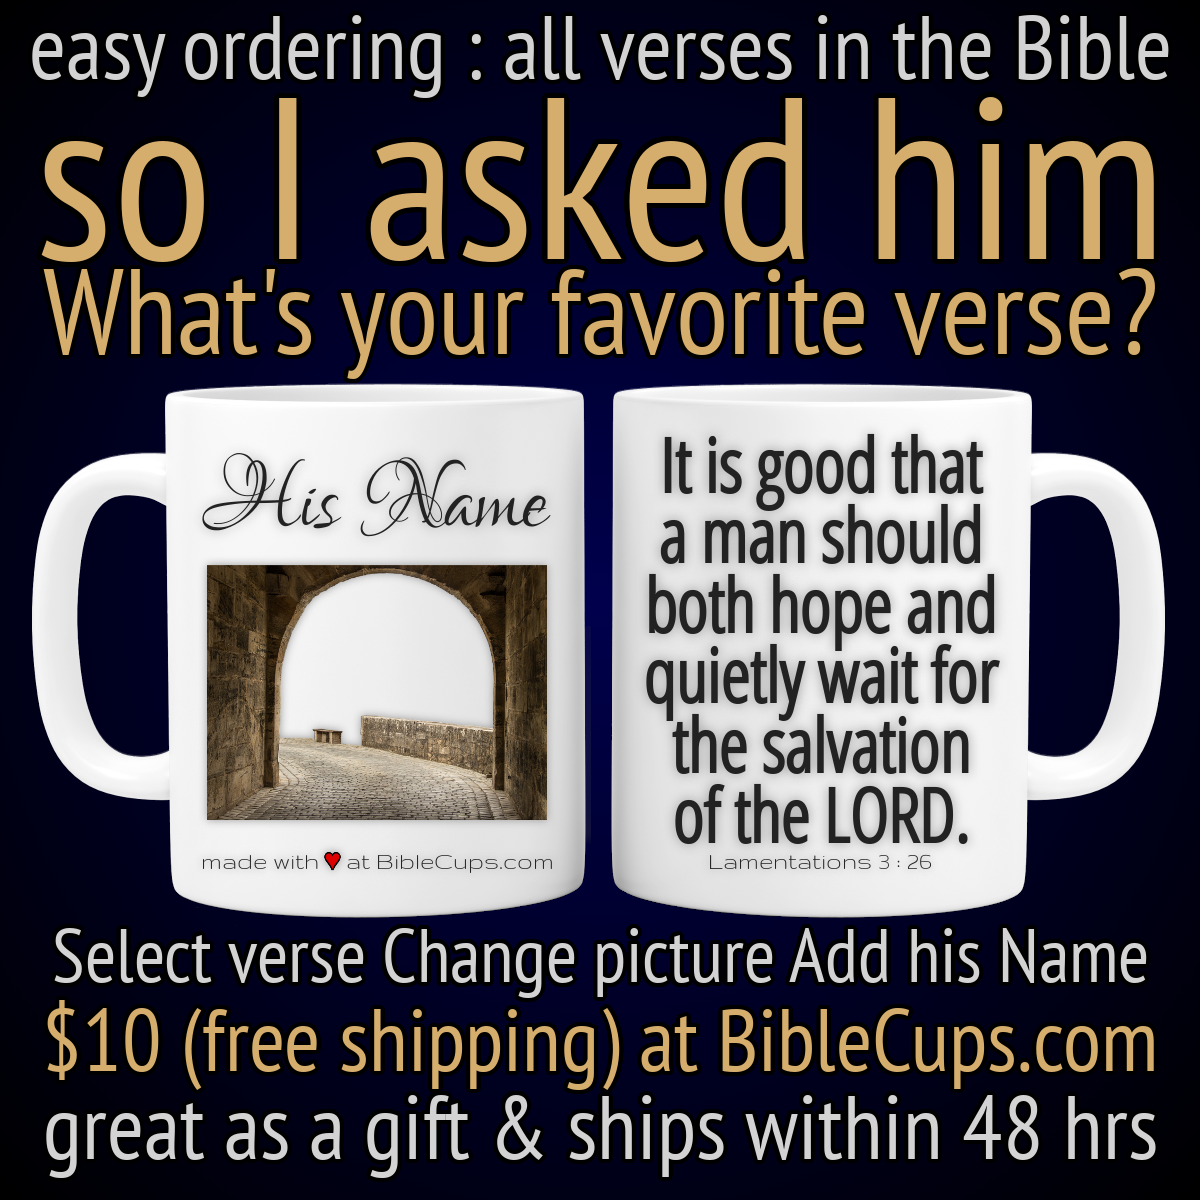 easy ordering : all verses in the Bible
so I asked him
What's your favorite verse?
His Name
made with ♥ at BibleCups.com
It is good that
a man should
both hope and
quietly wait for
the salvation
of the LORD.
Lamentations 3 : 26
Select verse Change picture Add his Name
$10 (free shipping) at BibleCups.com
great as a gift & ships within 48 hrs